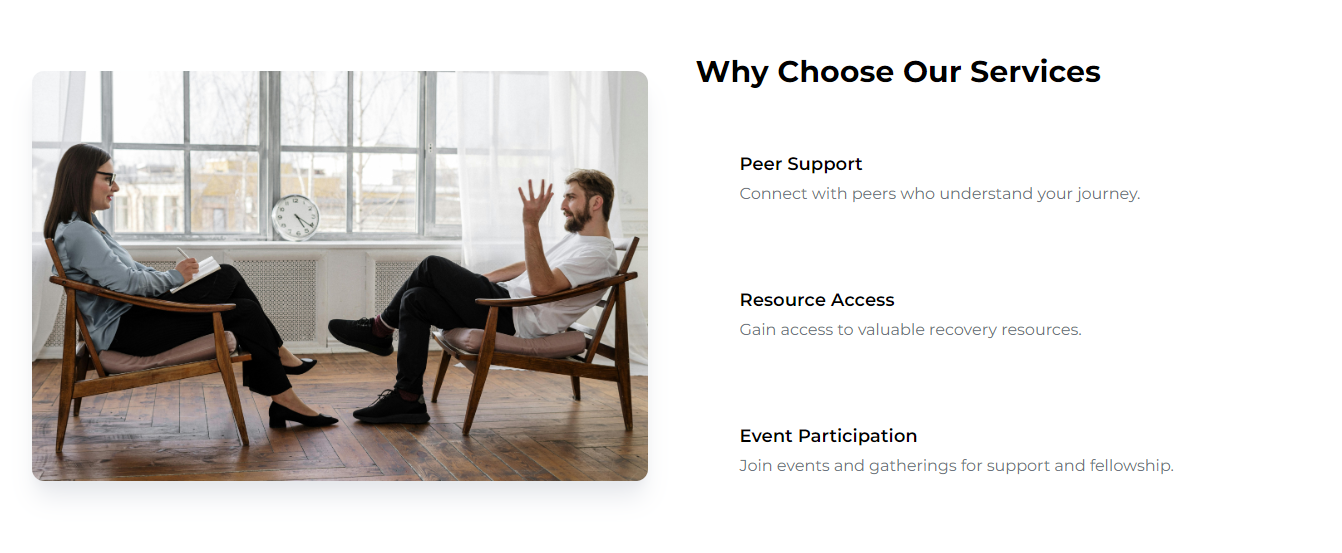 Why Choose Our Services
Peer Support
Connect with peers who understand your journey.
Resource Access
Gain access to valuable recovery resources.
Event Participation
Join events and gatherings for support and fellowship.